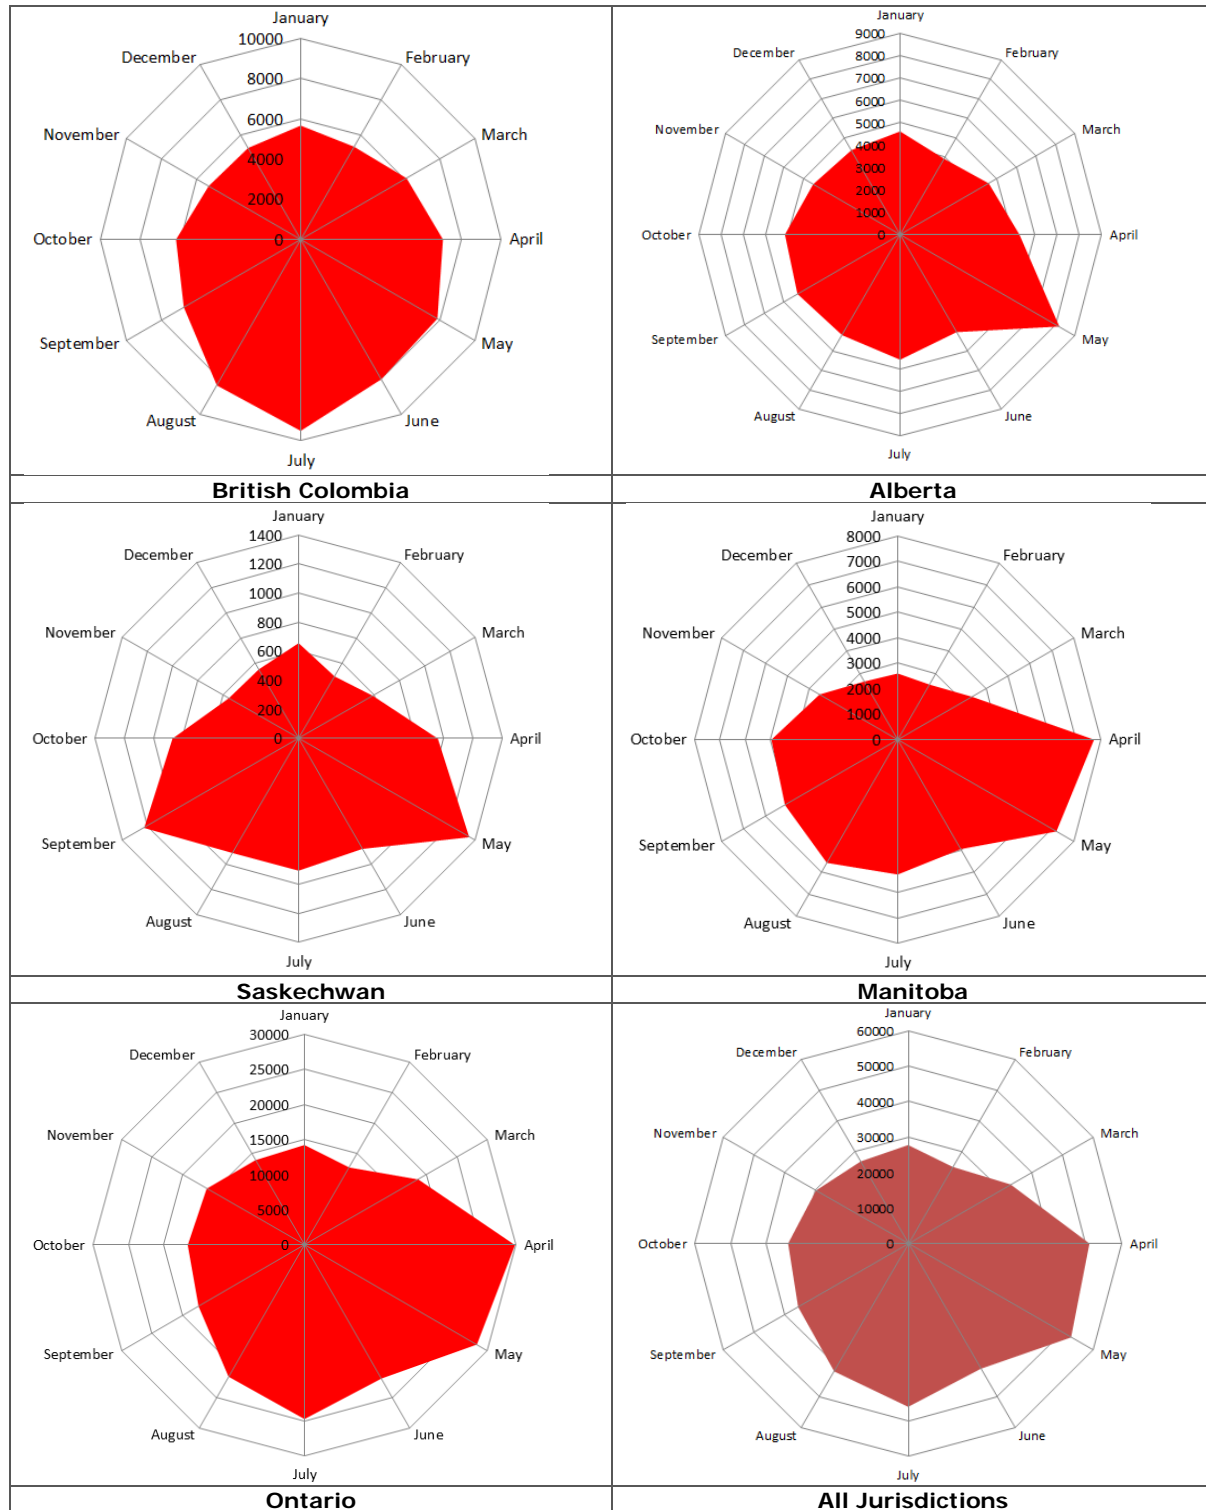 January
10000
December
February
8000
November
6000
March
4000
2000
October
0
April
September
May
August
June
July
British Colombia
January
9000
December
February
8000
7000
6000
November
5000
March
4000
3000
2000
1000
October
0
April
September
May
August
June
July
Alberta
January
1400
December
February
1200
1000
November
800
March
600
400
200
October
0
April
September
May
August
June
July
Saskechwan
January
8000
December
February
7000
6000
5000
November
4000
March
3000
2000
1000
October
0
April
September
May
August
June
July
Manitoba
January
30000
December
February
25000
20000
November
15000
March
10000
5000
October
0
April
September
May
August
June
July
Ontario
January
60000
December
February
50000
40000
November
30000
March
20000
10000
October
0
April
September
May
August
June
July
All Jurisdictions